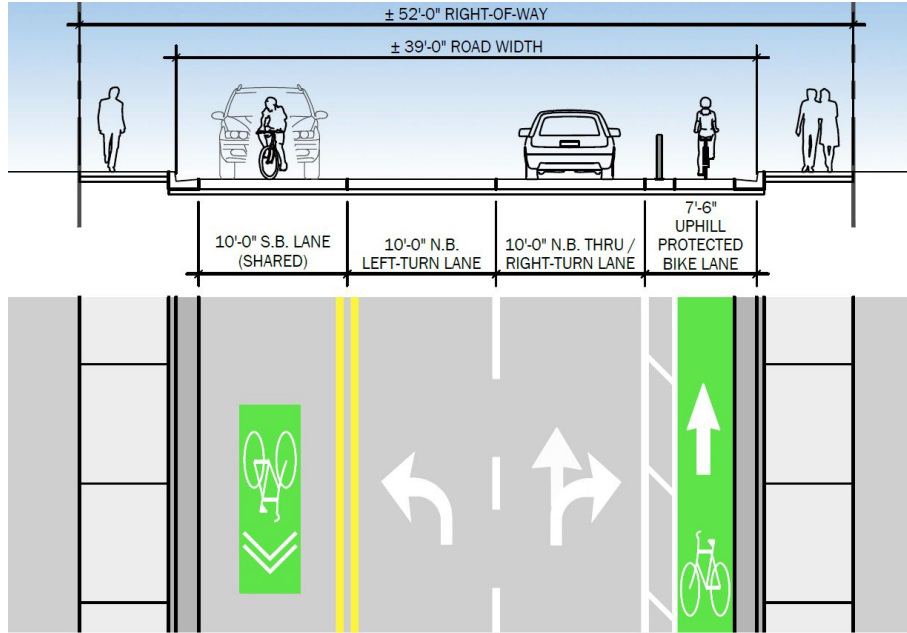 ± 52'-0" RIGHT-OF-WAY
± 39'-0" ROAD WIDTH
10'-0" S.B. LANE
(SHARED)
10'-0" N.B.
LEFT-TURN LANE
10'-0" N.B. THRU /
RIGHT-TURN LANE
7'-6"
UPHILL
PROTECTED
BIKE LANE